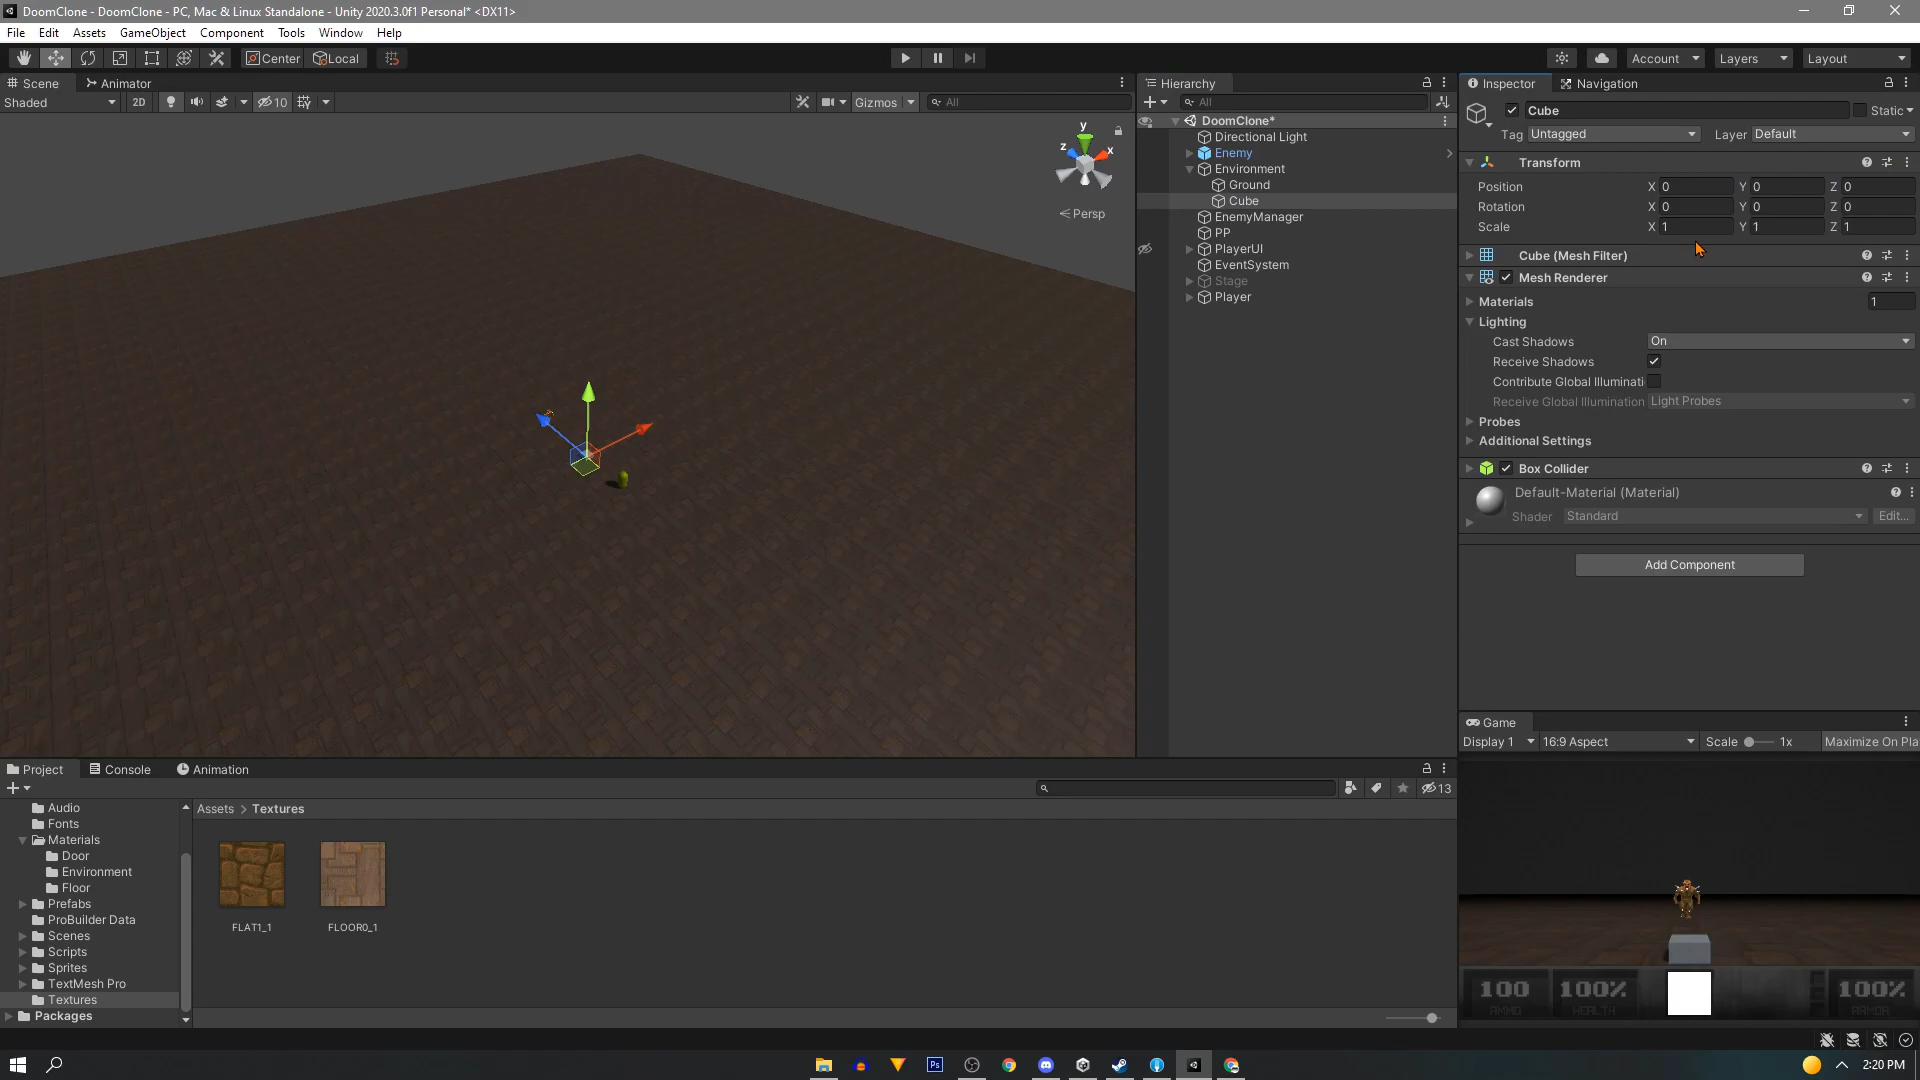 DoomClone - DoomClone - PC, Mac & Linux Standalone - Unity 2020.3.0f1 Personal* <DX11>
File Edit Assets GameObject Component Tools Window Help
Center Local Account Layers Layout
Scene Animator
Shaded 2D 10 Gizmos All
y
z x
Persp
Hierarchy
All
DoomClone*
Directional Light
Enemy
Environment
Ground
Cube
EnemyManager
PP
PlayerUI
EventSystem
Stage
Player
Inspector Navigation
Cube Static
Tag Untagged Layer Default
Transform
Position X 0 Y 0 Z 0
Rotation X 0 Y 0 Z 0
Scale X 1 Y 1 Z 1
Cube (Mesh Filter)
Mesh Renderer
Materials 1
Lighting
Cast Shadows On
Receive Shadows
Contribute Global Illuminati
Receive Global Illumination Light Probes
Probes
Additional Settings
Box Collider
Default-Material (Material)
Shader Standard Edit...
Add Component
Game
Display 1 16:9 Aspect Scale 1x Maximize On Pla
100 100% 100%
AMMO HEALTH ARMOR
Project Console Animation
13
Audio
Fonts
Materials
Door
Environment
Floor
Prefabs
ProBuilder Data
Scenes
Scripts
Sprites
TextMesh Pro
Textures
Packages
Assets > Textures
FLAT1_1 FLOOR0_1
Ps
2:20 PM